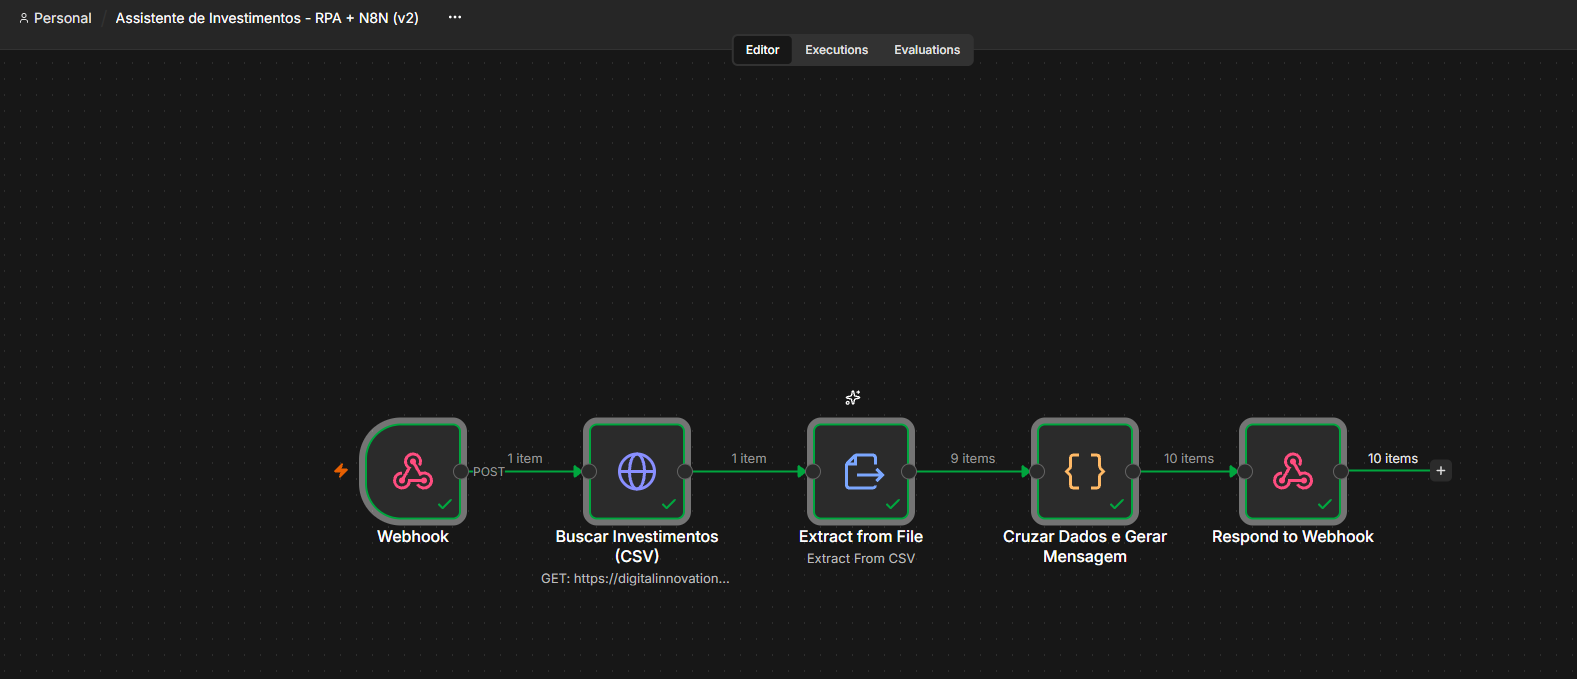 Personal / Assistente de Investimentos - RPA + N8N (v2) ...
Editor Executions Evaluations
POST 1 item
1 item
9 items
10 items
10 items +
Webhook
Buscar Investimentos
(CSV)
GET: https://digitalinnovation...
Extract from File
Extract From CSV
Cruzar Dados e Gerar
Mensagem
Respond to Webhook